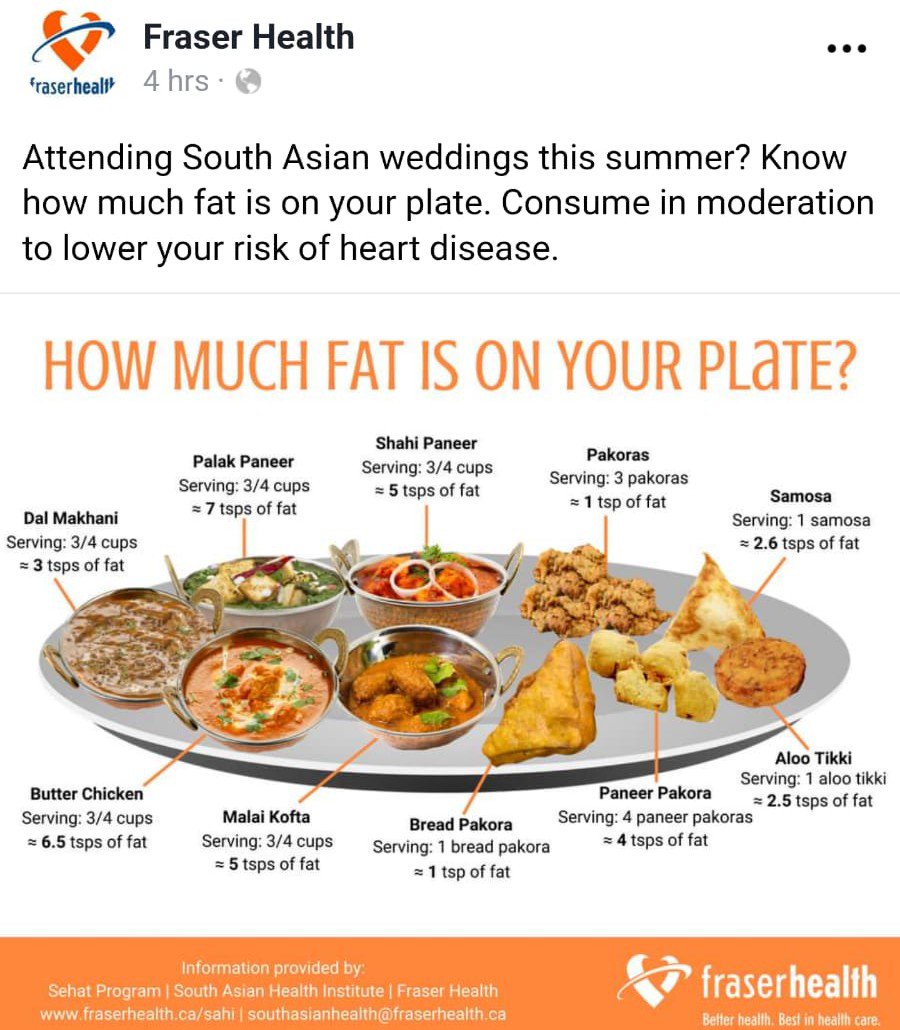 Fraser Health
fraserhealth
4 hrs ·
Attending South Asian weddings this summer? Know
how much fat is on your plate. Consume in moderation
to lower your risk of heart disease.
HOW MUCH FAT IS ON YOUR PLaTE?
Dal Makhani
Serving: 3/4 cups
≈ 3 tsps of fat
Palak Paneer
Serving: 3/4 cups
≈ 7 tsps of fat
Shahi Paneer
Serving: 3/4 cups
≈ 5 tsps of fat
Pakoras
Serving: 3 pakoras
≈ 1 tsp of fat
Samosa
Serving: 1 samosa
≈ 2.6 tsps of fat
Butter Chicken
Serving: 3/4 cups
≈ 6.5 tsps of fat
Malai Kofta
Serving: 3/4 cups
≈ 5 tsps of fat
Bread Pakora
Serving: 1 bread pakora
≈ 1 tsp of fat
Paneer Pakora
Serving: 4 paneer pakoras
≈ 4 tsps of fat
Aloo Tikki
Serving: 1 aloo tikki
≈ 2.5 tsps of fat
Information provided by:
Sehat Program | South Asian Health Institute | Fraser Health
www.fraserhealth.ca/sahi | southasianhealth@fraserhealth.ca
fraserhealth
Better health. Best in health care.